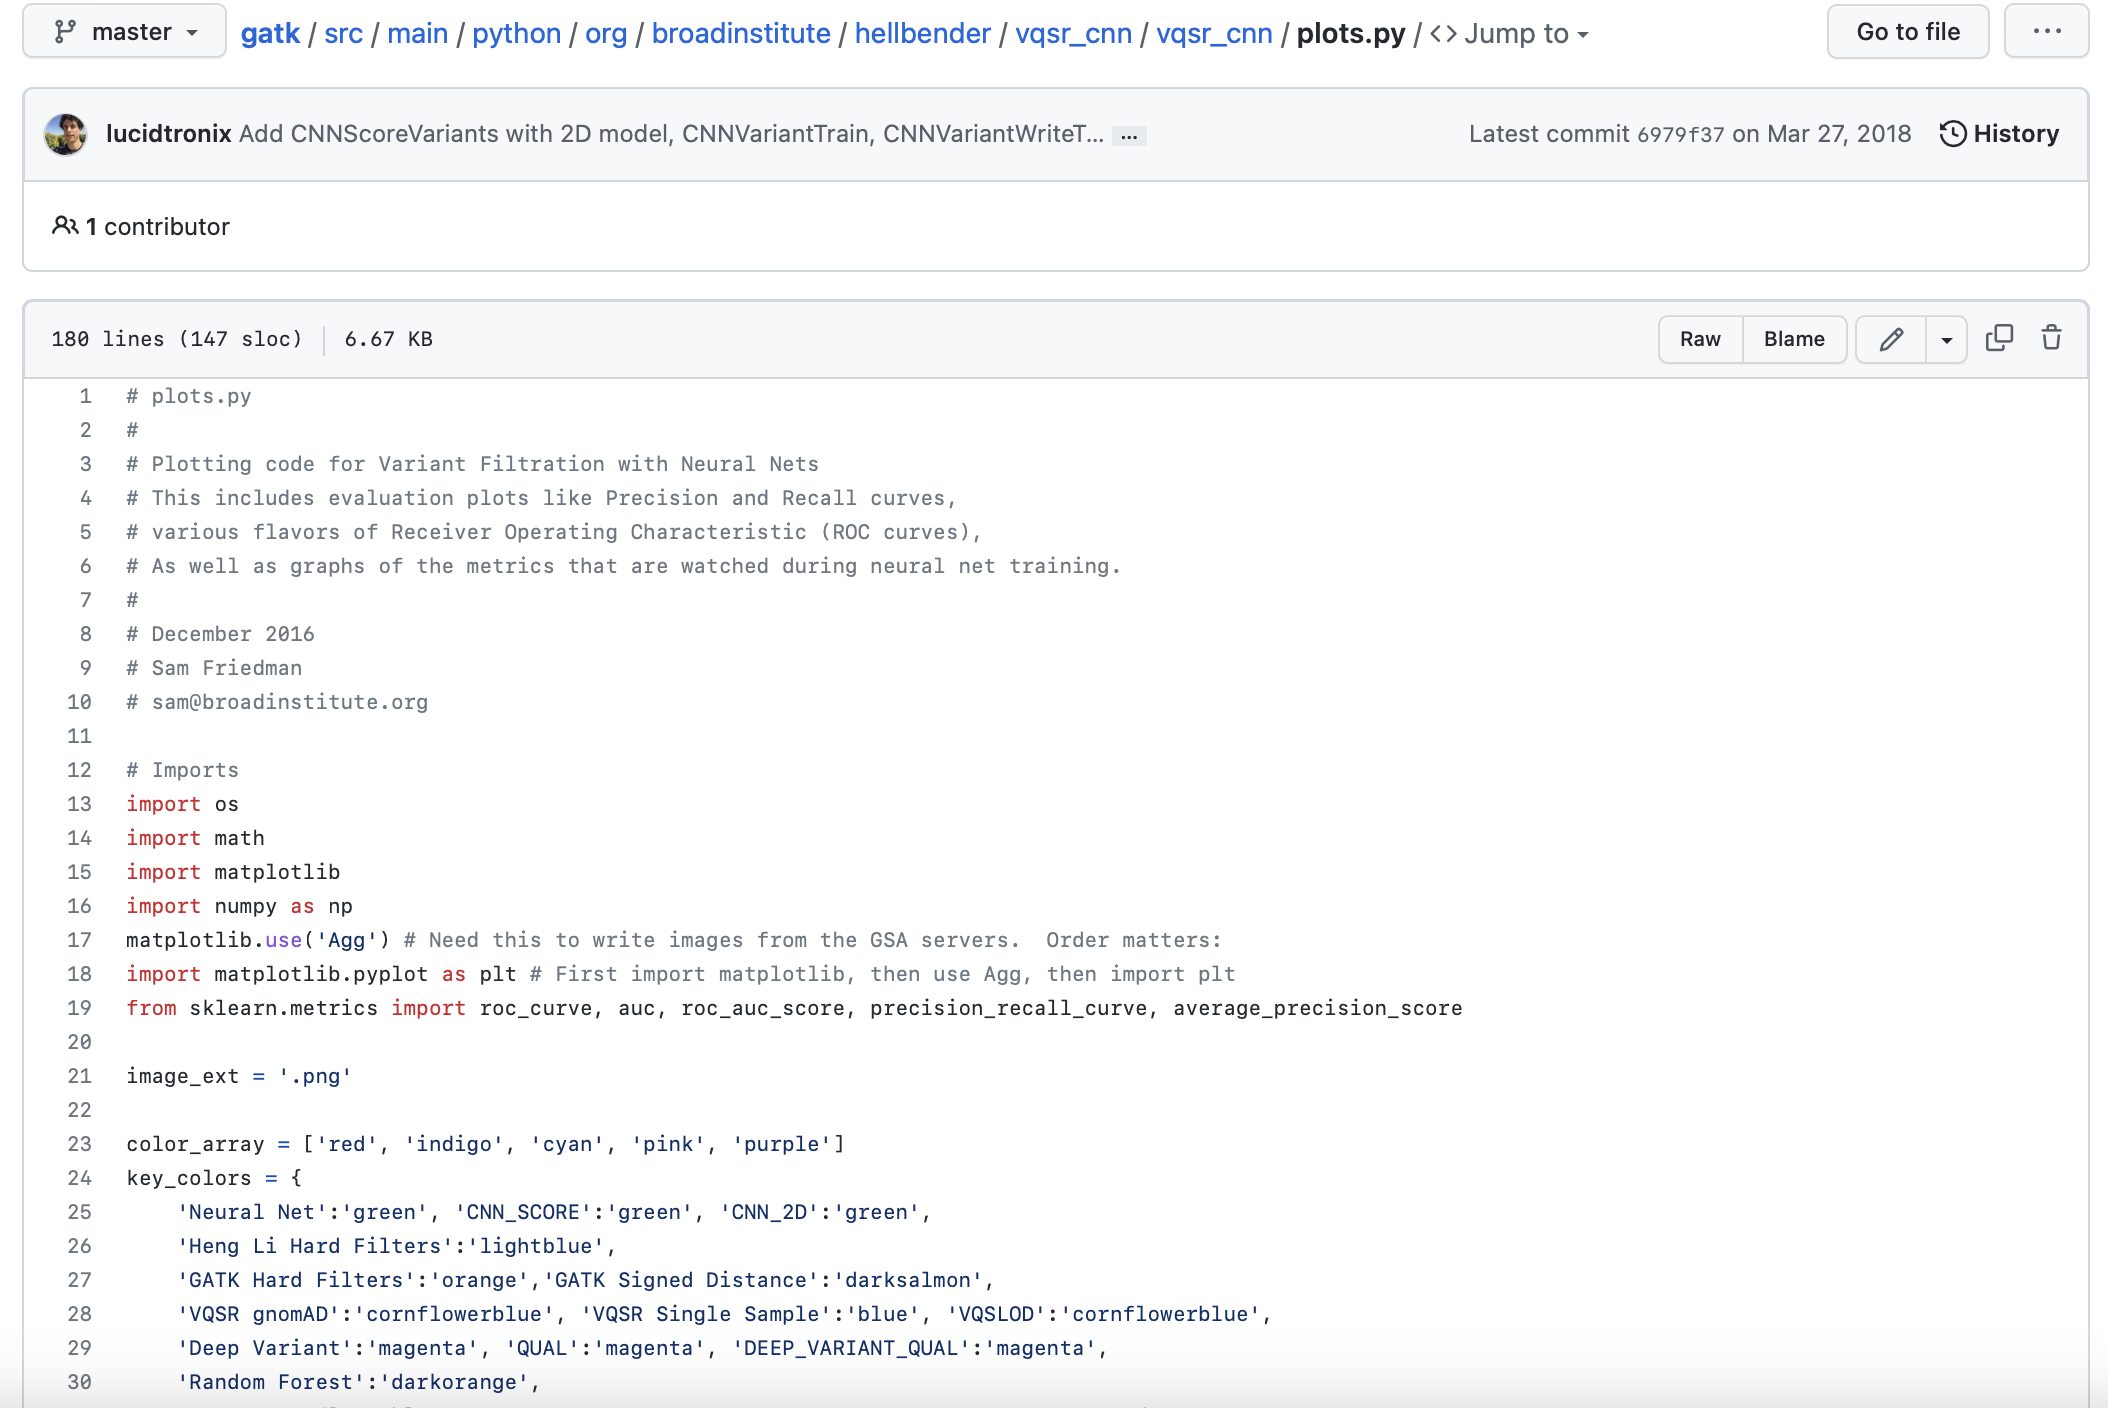 master gatk / src / main / python / org / broadinstitute / hellbender / vqsr_cnn / vqsr_cnn / plots.py / <> Jump to Go to file ...
lucidtronix Add CNNScoreVariants with 2D model, CNNVariantTrain, CNNVariantWriteT... ... Latest commit 6979f37 on Mar 27, 2018 History
1 contributor
180 lines (147 sloc) 6.67 KB Raw Blame
1 # plots.py
2 #
3 # Plotting code for Variant Filtration with Neural Nets
4 # This includes evaluation plots like Precision and Recall curves,
5 # various flavors of Receiver Operating Characteristic (ROC curves),
6 # As well as graphs of the metrics that are watched during neural net training.
7 #
8 # December 2016
9 # Sam Friedman
10 # sam@broadinstitute.org
11
12 # Imports
13 import os
14 import math
15 import matplotlib
16 import numpy as np
17 matplotlib.use('Agg') # Need this to write images from the GSA servers.  Order matters:
18 import matplotlib.pyplot as plt # First import matplotlib, then use Agg, then import plt
19 from sklearn.metrics import roc_curve, auc, roc_auc_score, precision_recall_curve, average_precision_score
20
21 image_ext = '.png'
22
23 color_array = ['red', 'indigo', 'cyan', 'pink', 'purple']
24 key_colors = {
25     'Neural Net':'green', 'CNN_SCORE':'green', 'CNN_2D':'green',
26     'Heng Li Hard Filters':'lightblue',
27     'GATK Hard Filters':'orange','GATK Signed Distance':'darksalmon',
28     'VQSR gnomAD':'cornflowerblue', 'VQSR Single Sample':'blue', 'VQSLOD':'cornflowerblue',
29     'Deep Variant':'magenta', 'QUAL':'magenta', 'DEEP_VARIANT_QUAL':'magenta',
30     'Random Forest':'darkorange',